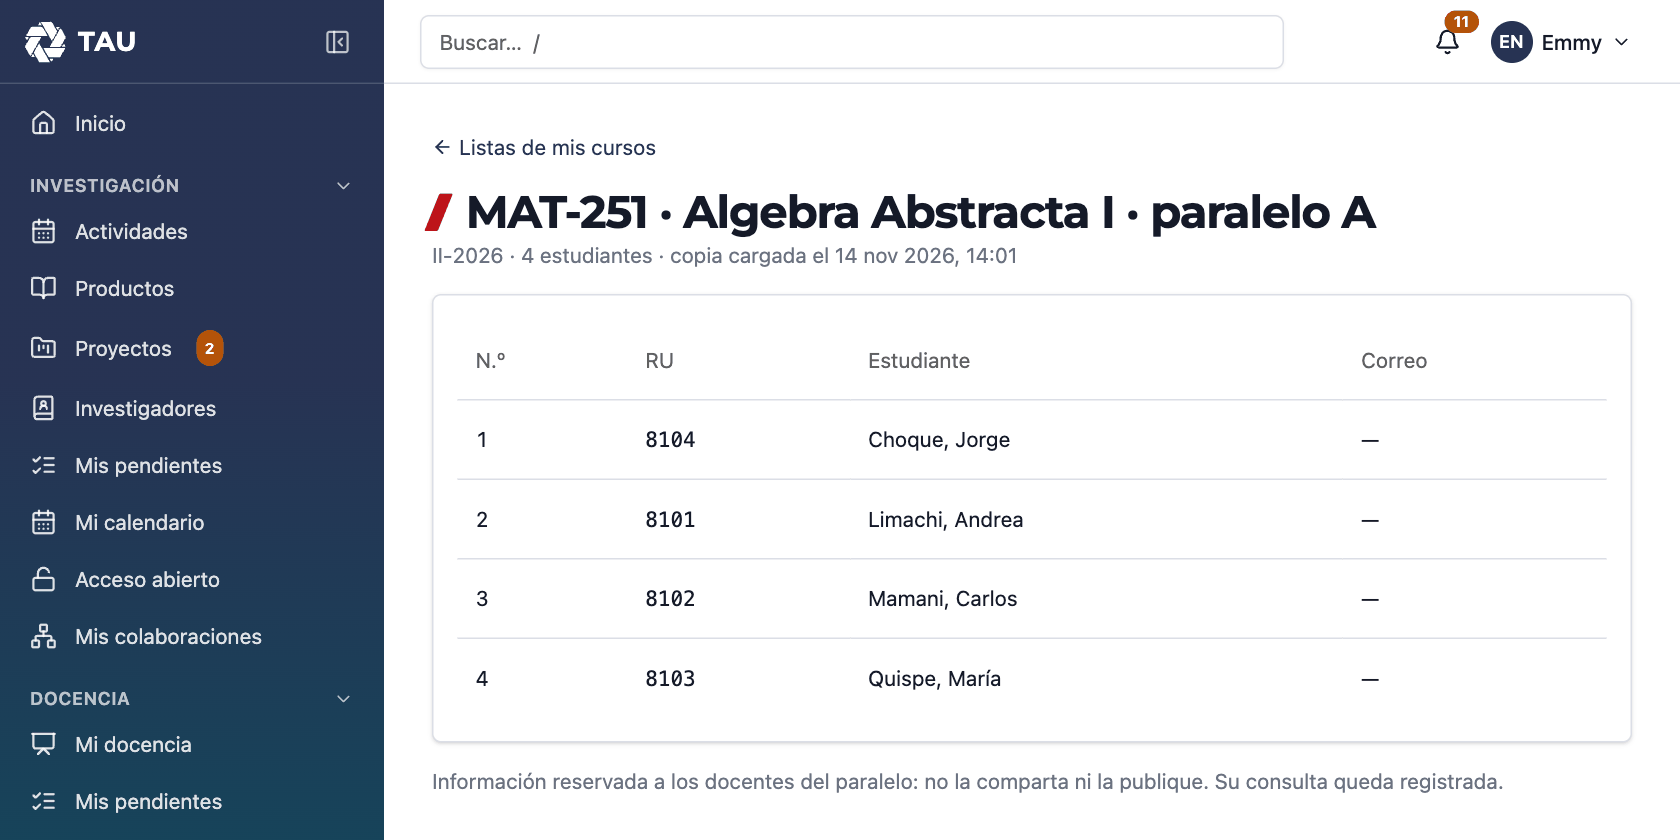 TAU
Buscar... /
11
EN Emmy
Inicio
INVESTIGACIÓN
Actividades
Productos
Proyectos 2
Investigadores
Mis pendientes
Mi calendario
Acceso abierto
Mis colaboraciones
DOCENCIA
Mi docencia
Mis pendientes
← Listas de mis cursos
MAT-251 · Algebra Abstracta I · paralelo A
II-2026 · 4 estudiantes · copia cargada el 14 nov 2026, 14:01
N.º RU Estudiante Correo
1 8104 Choque, Jorge —
2 8101 Limachi, Andrea —
3 8102 Mamani, Carlos —
4 8103 Quispe, María —
Información reservada a los docentes del paralelo: no la comparta ni la publique. Su consulta queda registrada.